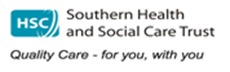 HSC Southern Health
and Social Care Trust
Quality Care - for you, with you